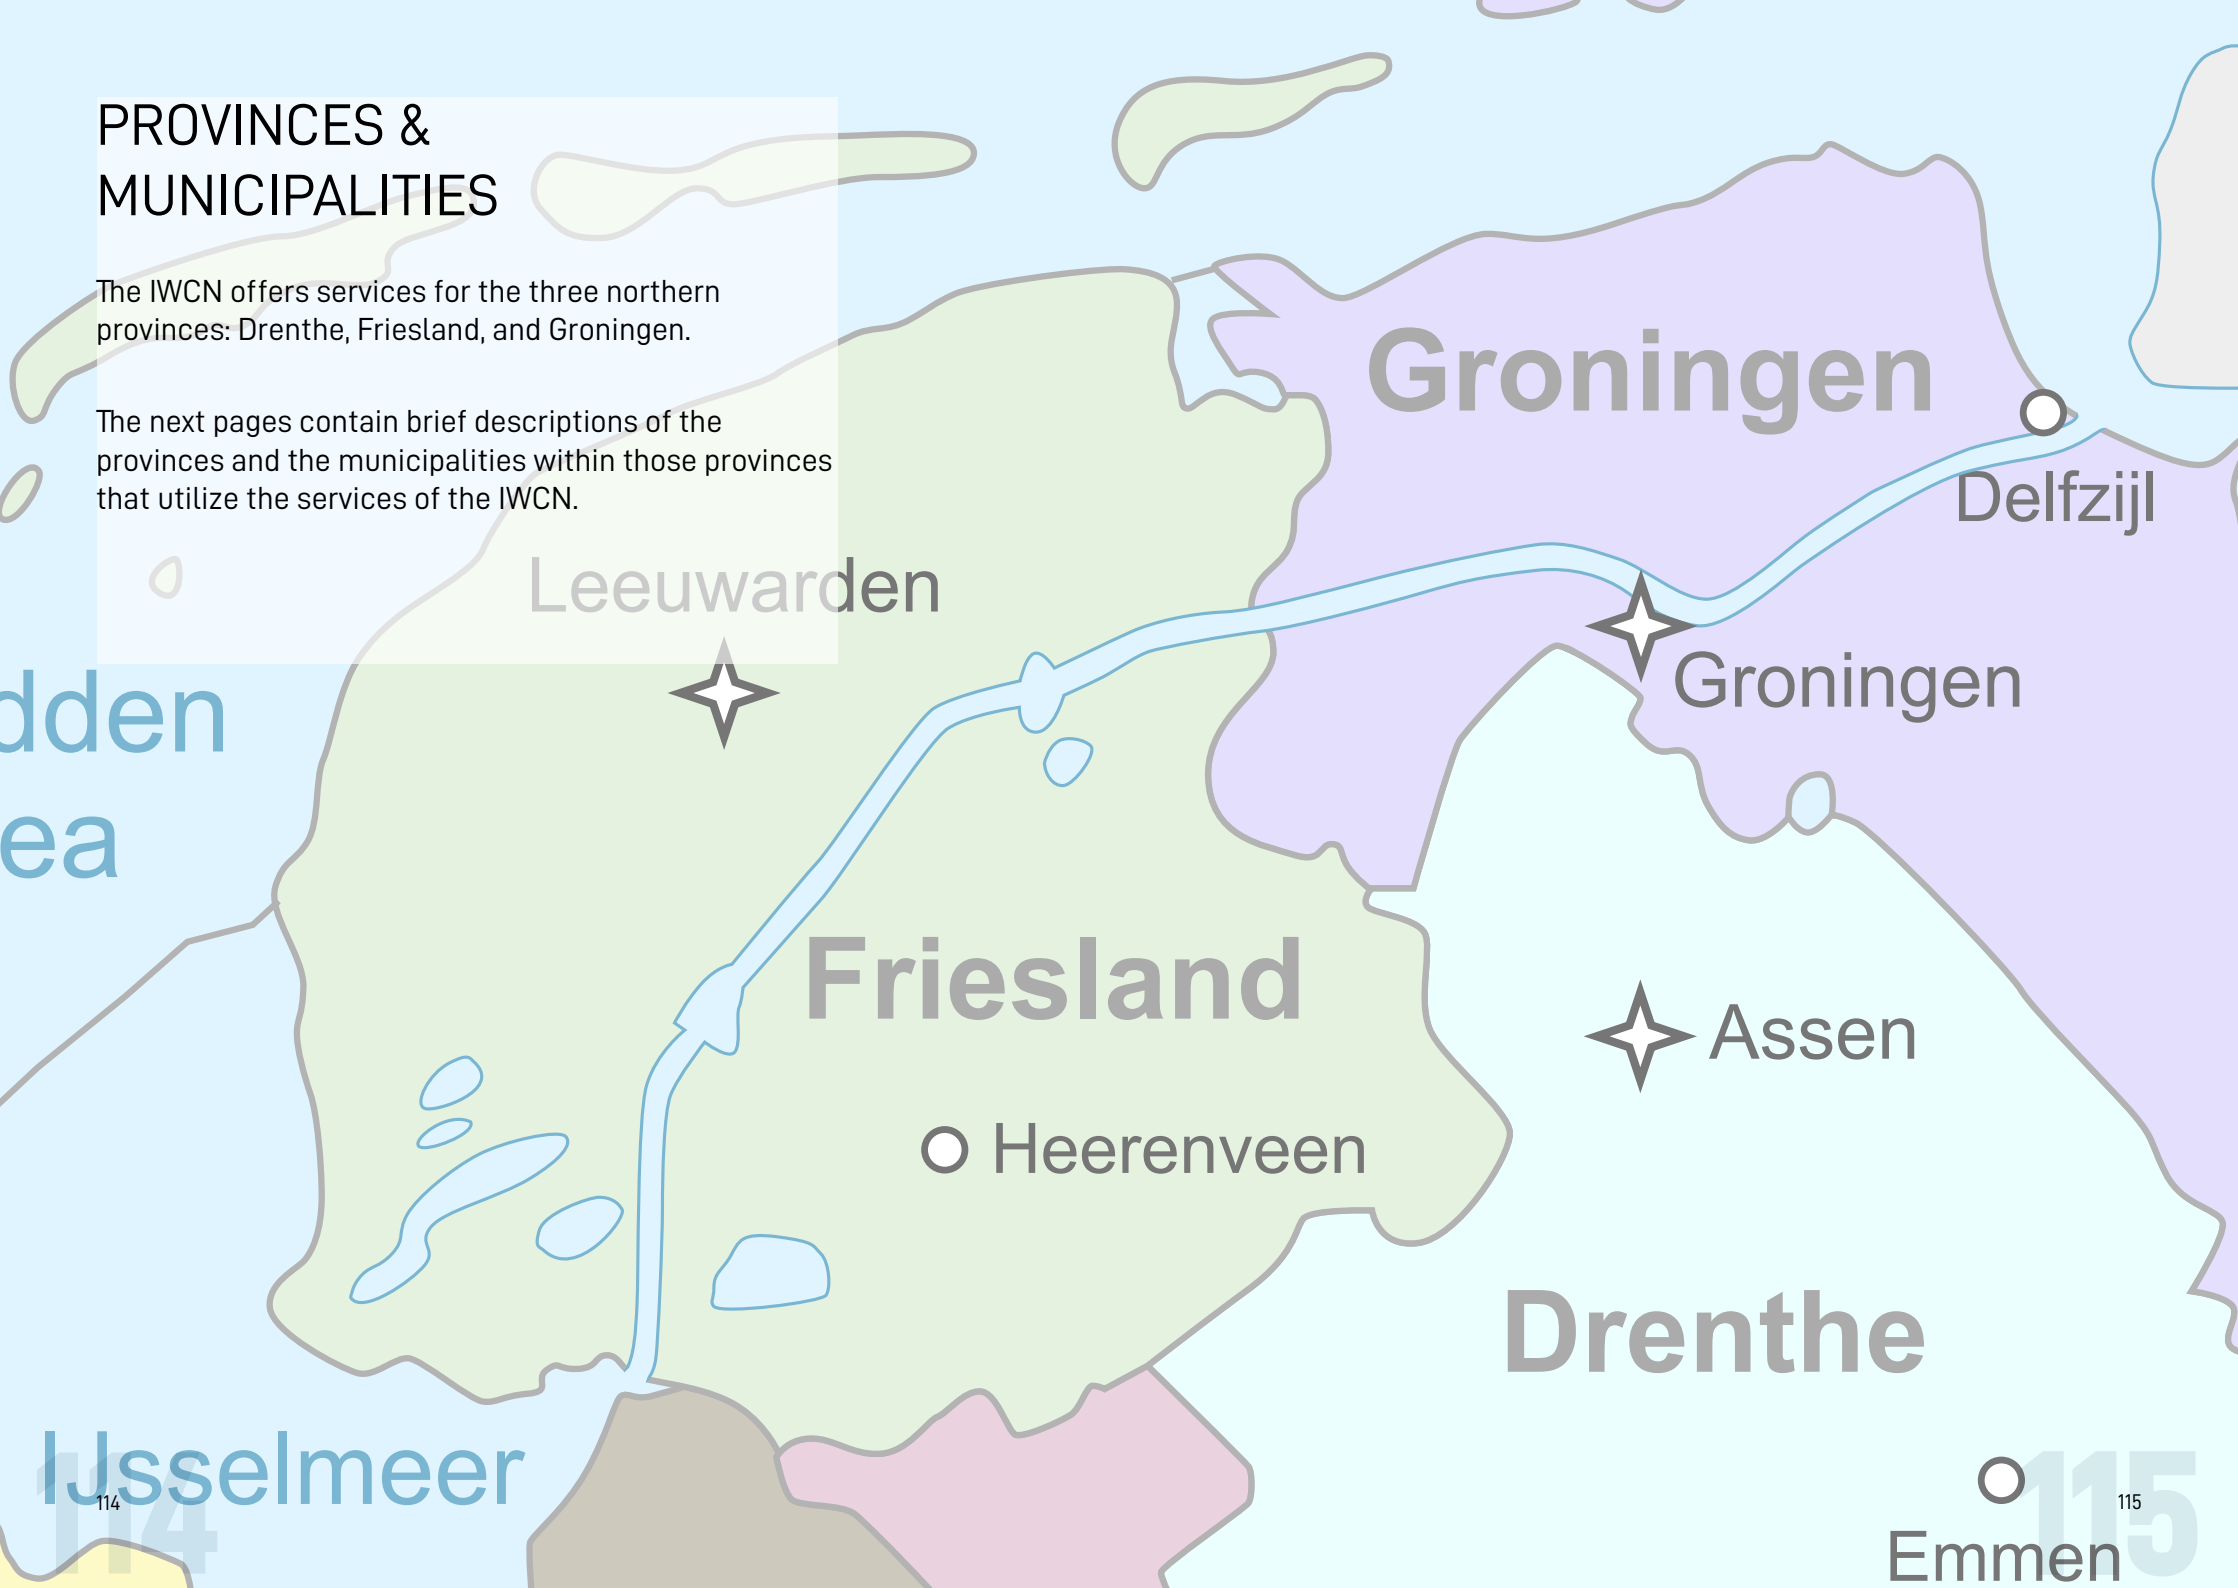 PROVINCES &
MUNICIPALITIES
The IWCN offers services for the three northern
provinces: Drenthe, Friesland, and Groningen.
The next pages contain brief descriptions of the
provinces and the municipalities within those provinces
that utilize the services of the IWCN.
Groningen
Delfzijl
Leeuwarden
Groningen
dden
ea
Friesland
Assen
Heerenveen
Drenthe
IJsselmeer
114
114
115
115
Emmen